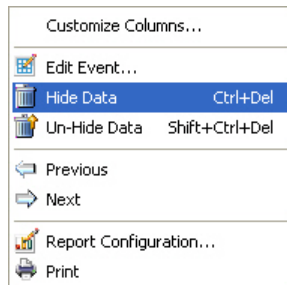 Customize Columns...
Edit Event...
Hide Data Ctrl+Del
Un-Hide Data Shift+Ctrl+Del
Previous
Next
Report Configuration...
Print